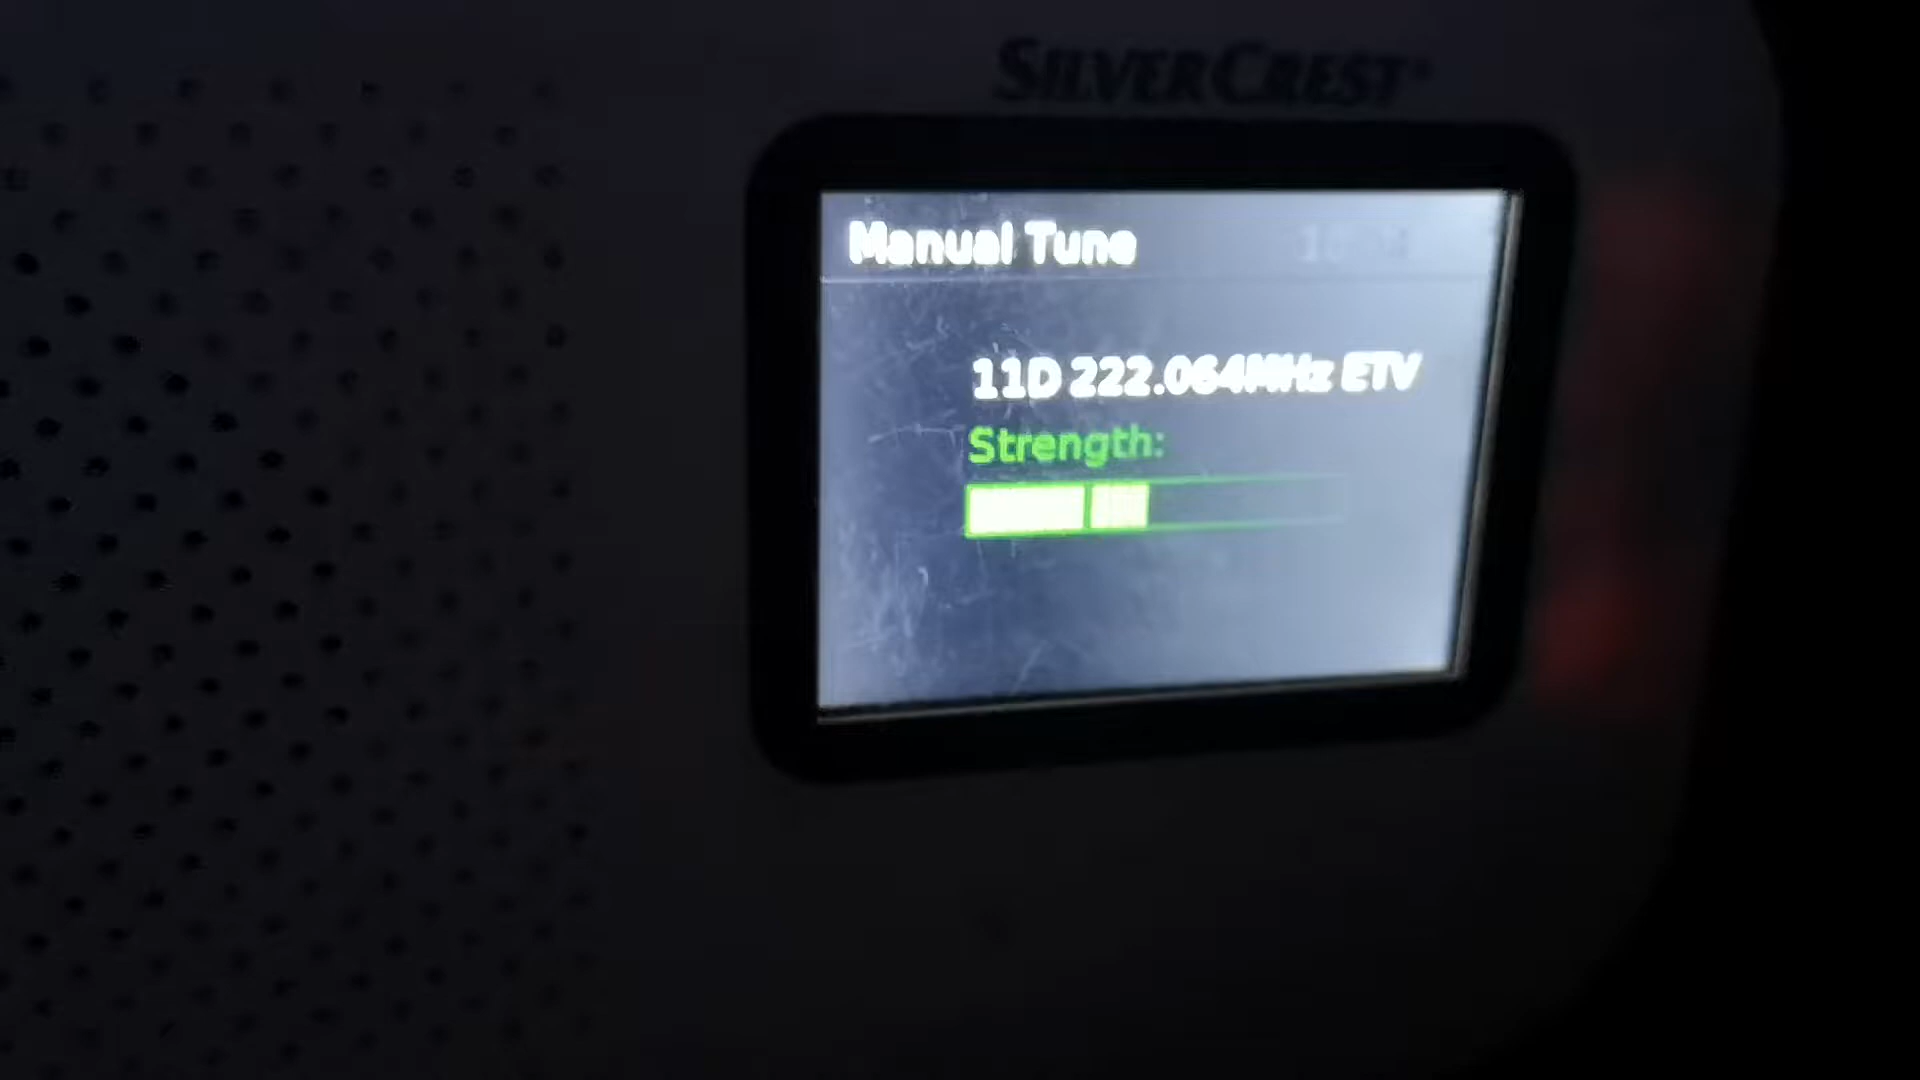 SILVERCREST®
Manual Tune
11D 222.064MHz ETV
Strength: